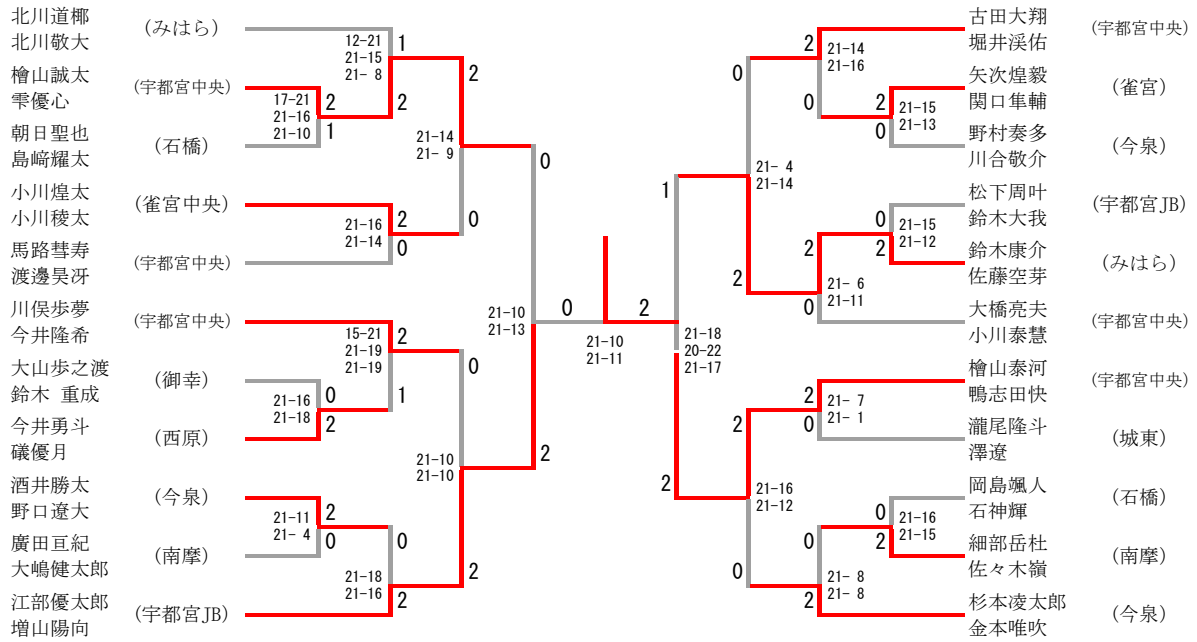 北川道椰
北川敬大
(みはら)
檜山誠太
雫優心
(宇都宮中央)
朝日聖也
島﨑耀太
(石橋)
小川煌太
小川稜太
(雀宮中央)
馬路彗寿
渡邊昊冴
(宇都宮中央)
川俣歩夢
今井隆希
(宇都宮中央)
大山歩之渡
鈴木 重成
(御幸)
今井勇斗
礒優月
(西原)
酒井勝太
野口遼大
(今泉)
廣田亘紀
大嶋健太郎
(南摩)
江部優太郎
増山陽向
(宇都宮JB)
12-21
21-15
21- 8
1
2
17-21
21-16
21-10
2
1
21-14
21- 9
2
0
21-16
21-14
2
0
15-21
21-19
21-19
2
1
21-16
21-18
0
2
21-10
21-10
0
2
21-11
21- 4
2
0
21-18
21-16
0
2
21-10
21-13
0
2
0
2
21-10
21-11
21-18
20-22
21-17
1
2
21- 4
21-14
0
2
21-14
21-16
2
0
21-15
21-13
2
0
21-15
21-12
0
2
21- 6
21-11
2
0
21- 7
21- 1
2
0
21-16
21-12
2
0
21-16
21-15
0
2
21- 8
21- 8
0
2
古田大翔
堀井渓佑
(宇都宮中央)
矢次煌毅
関口隼輔
(雀宮)
野村奏多
川合敬介
(今泉)
松下周叶
鈴木大我
(宇都宮JB)
鈴木康介
佐藤空芽
(みはら)
大橋亮夫
小川泰慧
(宇都宮中央)
檜山泰河
鴨志田快
(宇都宮中央)
瀧尾隆斗
澤遼
(城東)
岡島颯人
石神輝
(石橋)
細部岳杜
佐々木嶺
(南摩)
杉本凌太郎
金本唯吹
(今泉)